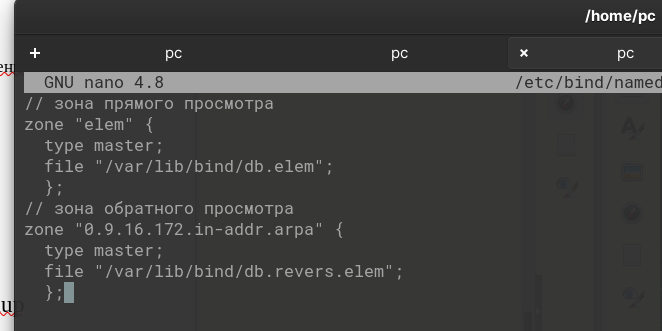 /home/pc
+ pc pc × pc
GNU nano 4.8 /etc/bind/named
// зона прямого просмотра
zone "elem" {
type master;
file "/var/lib/bind/db.elem";
};
// зона обратного просмотра
zone "0.9.16.172.in-addr.arpa" {
type master;
file "/var/lib/bind/db.revers.elem";
};